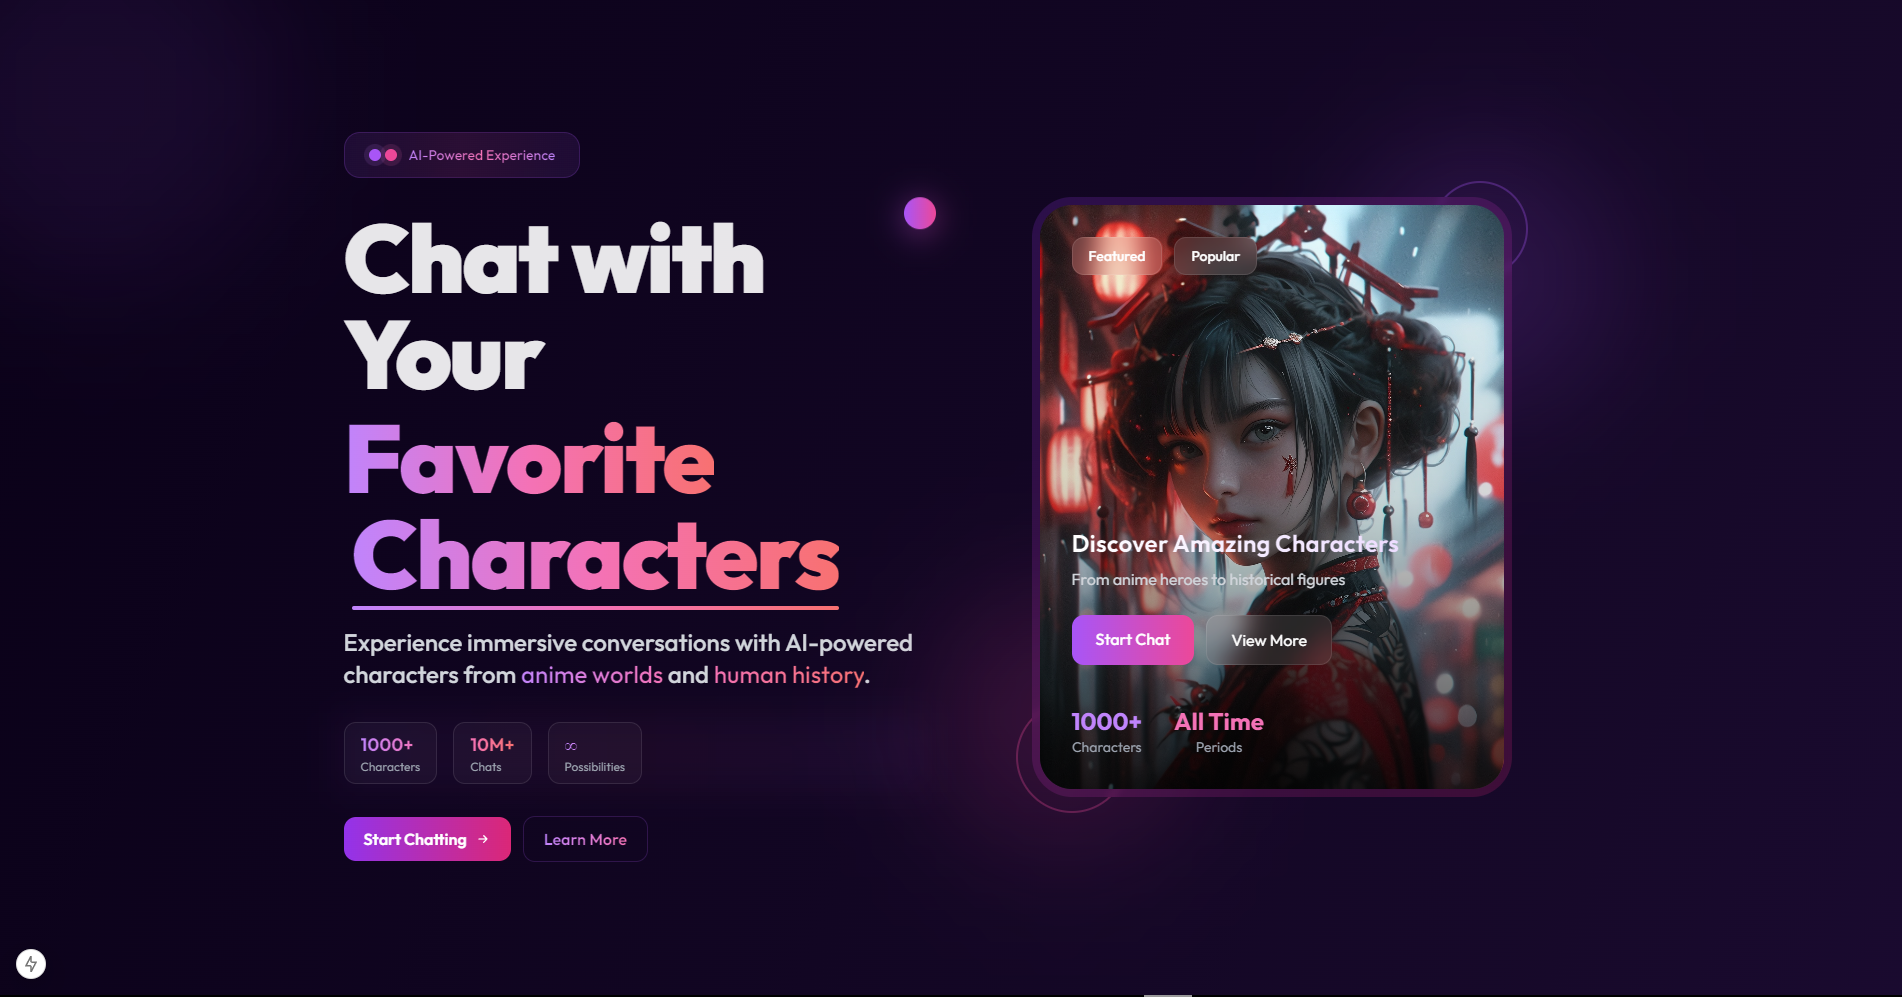 AI-Powered Experience
Chat with
Your
Favorite
Characters
Experience immersive conversations with AI-powered
characters from anime worlds and human history.
1000+
Characters
10M+
Chats
∞
Possibilities
Start Chatting →
Learn More
Featured
Popular
Discover Amazing Characters
From anime heroes to historical figures
Start Chat
View More
1000+
Characters
All Time
Periods